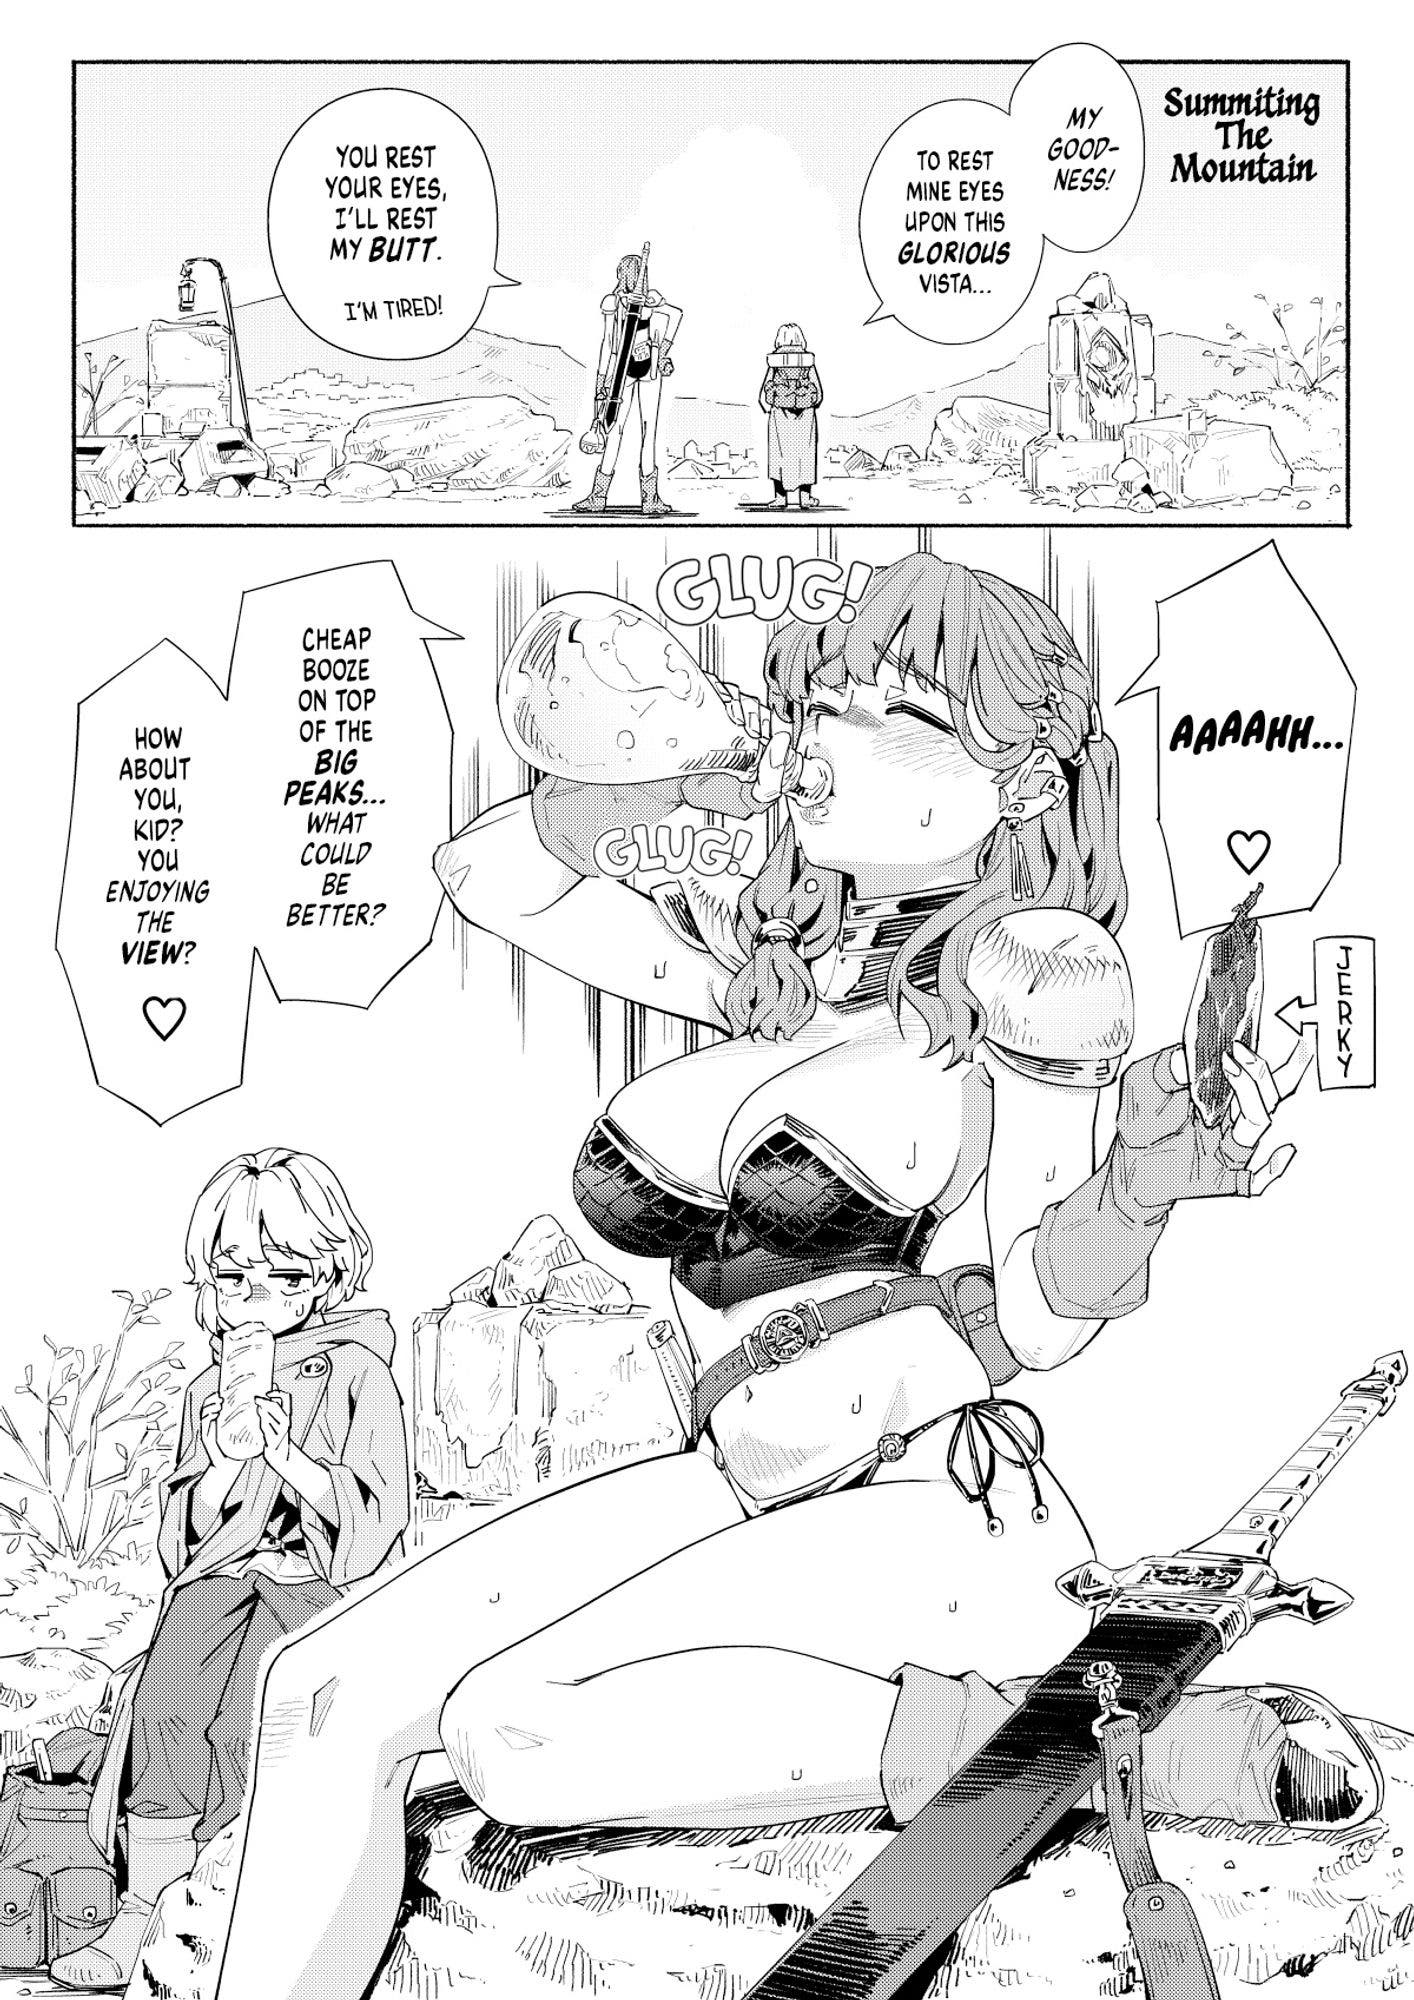 Summiting
The
Mountain
MY
GOOD-
NESS!
TO REST
MINE EYES
UPON THIS
GLORIOUS
VISTA...
YOU REST
YOUR EYES,
I'LL REST
MY BUTT.
I'M TIRED!
GLUG!
GLUG!
AAAAHH...
♡
JERKY
CHEAP
BOOZE
ON TOP
OF THE
BIG
PEAKS...
WHAT
COULD
BE
BETTER?
HOW
ABOUT
YOU,
KID?
YOU
ENJOYING
THE
VIEW?
♡